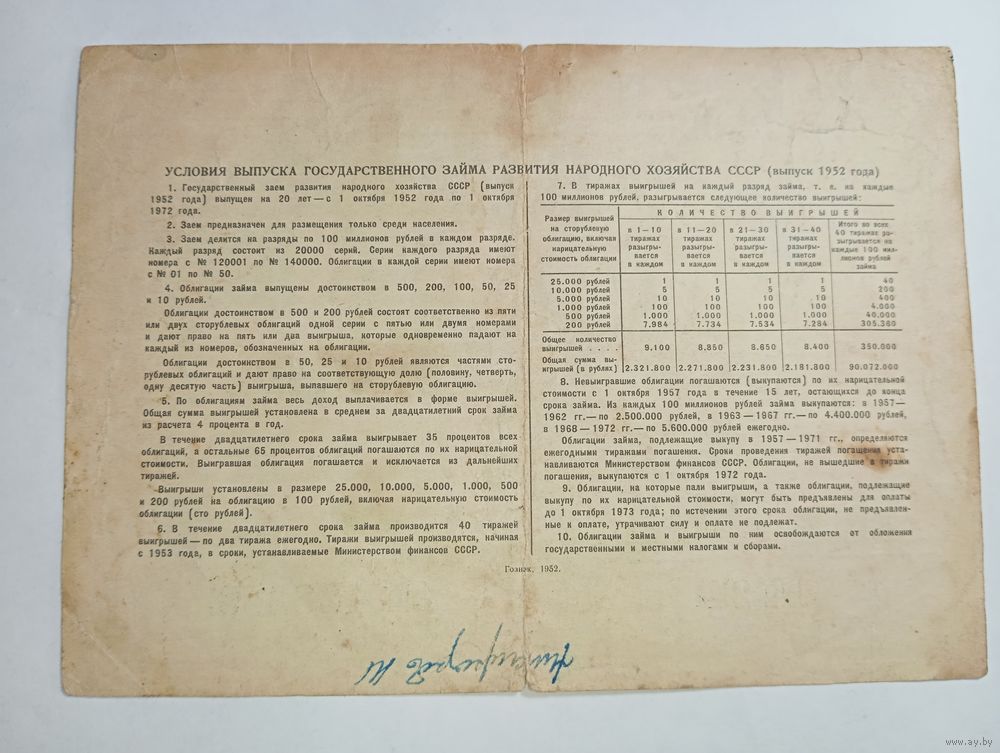 УСЛОВИЯ ВЫПУСКА ГОСУДАРСТВЕННОГО ЗАЙМА РАЗВИТИЯ НАРОДНОГО ХОЗЯЙСТВА СССР (выпуск 1952 года)
1. Государственный заем развития народного хозяйства СССР (выпуск
1952 года) выпущен на 20 лет—с 1 октября 1952 года по 1 октября
1972 года.
2. Заем предназначен для размещения только среди населения.
3. Заем делится на разряды по 100 миллионов рублей в каждом разряде.
Каждый разряд состоит из 20000 серий. Серии каждого разряда имеют
номера с № 120001 по № 140000. Облигации в каждой серии имеют номера
с № 01 по № 50.
4. Облигации займа выпущены достоинством в 500, 200, 100, 50, 25
и 10 рублей.
Облигации достоинством в 500 и 200 рублей состоят соответственно из пяти
или двух сторублевых облигаций одной серии с пятью или двумя номерами
и дают право на пять или два выигрыша, которые одновременно падают на
каждый из номеров, обозначенных на облигации.
Облигации достоинством в 50, 25 и 10 рублей являются частями сто-
рублевых облигаций и дают право на соответствующую долю (половину, четверть,
одну десятую часть) выигрыша, выпавшего на сторублевую облигацию.
5. По облигациям займа весь доход выплачивается в форме выигрышей.
Общая сумма выигрышей установлена в среднем за двадцатилетний срок займа
из расчета 4 процента в год.
В течение двадцатилетнего срока займа выигрывает 35 процентов всех
облигаций, а остальные 65 процентов облигаций погашаются по их нарицательной
стоимости. Выигравшая облигация погашается и исключается из дальнейших
тиражей.
Выигрыши установлены в размере 25.000, 10.000, 5.000, 1.000, 500
и 200 рублей на облигацию в 100 рублей, включая нарицательную стоимость
облигации (сто рублей).
6. В течение двадцатилетнего срока займа производится 40 тиражей
выигрышей—по два тиража ежегодно. Тиражи выигрышей производятся, начиная
с 1953 года, в сроки, устанавливаемые Министерством финансов СССР.
7. В тиражах выигрышей на каждый разряд займа, т. е. на каждые
100 миллионов рублей, разыгрывается следующее количество выигрышей:
Размер выигрышей на сторублевую облигацию, включая нарицательную стоимость облигации
КОЛИЧЕСТВО ВЫИГРЫШЕЙ
в 1—10 тиражах разыгры- вается в каждом
в 11—20 тиражах разыгры- вается в каждом
в 21—30 тиражах разыгры- вается в каждом
в 31—40 тиражах разыгры- вается в каждом
Итого во всех 40 тиражах ра- зыгрывается на каждые 100 мил- лионов рублей займа
25.000 рублей 1 1 1 1 40
10.000 рублей 5 5 5 5 200
5.000 рублей 10 10 10 10 400
1.000 рублей 100 100 100 100 4.000
500 рублей 1.000 1.000 1.000 1.000 40.000
200 рублей 7.984 7.734 7.534 7.284 305.360
Общее количество
выигрышей . . . . 9.100 8.850 8.650 8.400 350.000
Общая сумма вы-
игрышей (в рублях) 2.321.800 2.271.800 2.231.800 2.181.800 90.072.000
8. Невыигравшие облигации погашаются (выкупаются) по их нарицательной
стоимости с 1 октября 1957 года в течение 15 лет, остающихся до конца
срока займа. Из каждых 100 миллионов рублей займа выкупаются: в 1957—
1962 гг.—по 2.500.000 рублей, в 1963—1967 гг.—по 4.400.000 рублей,
в 1968—1972 гг.—по 5.600.000 рублей ежегодно.
Облигации займа, подлежащие выкупу в 1957—1971 гг., определяются
ежегодными тиражами погашения. Сроки проведения тиражей погашения уста-
навливаются Министерством финансов СССР. Облигации, не вышедшие в тиражи
погашения, выкупаются с 1 октября 1972 года.
9. Облигации, на которые пали выигрыши, а также облигации, подлежащие
выкупу по их нарицательной стоимости, могут быть предъявлены для оплаты
до 1 октября 1973 года; по истечении этого срока облигации, не предъявлен-
ные к оплате, утрачивают силу и оплате не подлежат.
10. Облигации займа и выигрыши по ним освобождаются от обложения
государственными и местными налогами и сборами.
Гознак, 1952.
www.ay.by